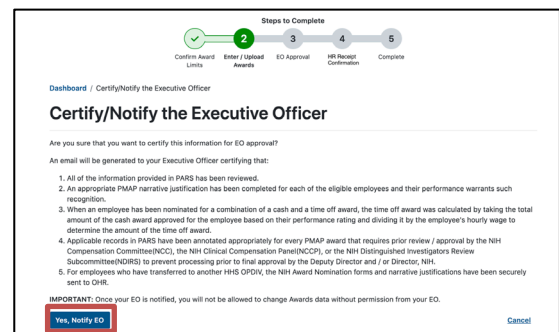 Steps to Complete
2 3 4 5
Confirm Award Limits
Enter / Upload Awards
EO Approval
HR Receipt Confirmation
Complete
Dashboard / Certify/Notify the Executive Officer
Certify/Notify the Executive Officer
Are you sure that you want to certify this information for EO approval?
An email will be generated to your Executive Officer certifying that:
1. All of the information provided in PARS has been reviewed.
2. An appropriate PMAP narrative justification has been completed for each of the eligible employees and their performance warrants such
recognition.
3. When an employee has been nominated for a combination of a cash and a time off award, the time off award was calculated by taking the total
amount of the cash award approved for the employee based on their performance rating and dividing it by the employee's hourly wage to
determine the amount of the time off award.
4. Applicable records in PARS have been annotated appropriately for every PMAP award that requires prior review / approval by the NIH
Compensation Committee(NCC), the NIH Clinical Compensation Panel(NCCP), or the NIH Distinguished Investigators Review
Subcommittee(NDIRS) to prevent processing prior to final approval by the Deputy Director and / or Director, NIH.
5. For employees who have transferred to another HHS OPDIV, the NIH Award Nomination forms and narrative justifications have been securely
sent to OHR.
IMPORTANT: Once your EO is notified, you will not be allowed to change Awards data without permission from your EO.
Yes, Notify EO
Cancel